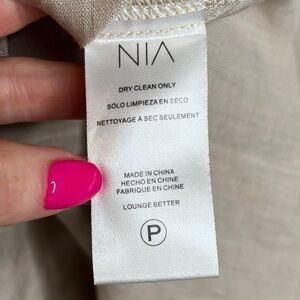 NIA
DRY CLEAN ONLY
SÓLO LIMPIEZA EN SECO
NETTOYAGE À SEC SEULEMENT
MADE IN CHINA
HECHO EN CHINE
FABRIQUE EN CHINE
LOUNGE BETTER
P